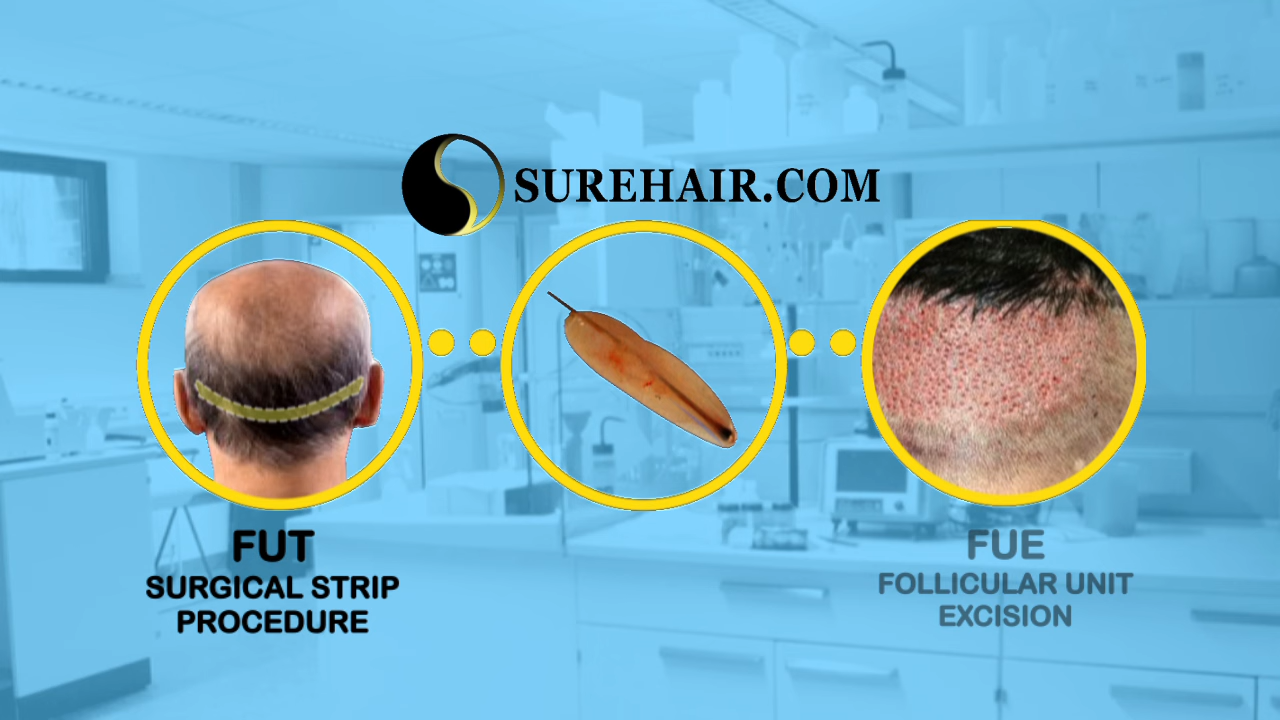 SUREHAIR.COM
FUT
SURGICAL STRIP
PROCEDURE
FUE
FOLLICULAR UNIT
EXCISION